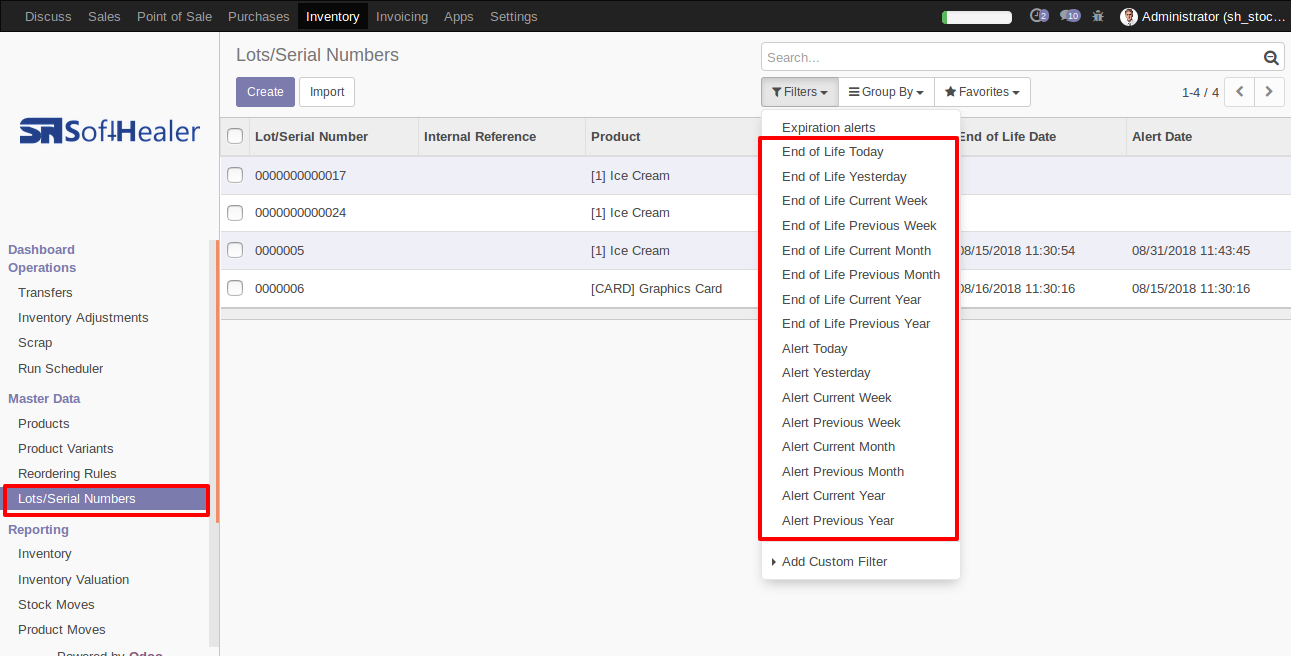 Discuss Sales Point of Sale Purchases Inventory Invoicing Apps Settings 2 10 Administrator (sh_stoc...
SoftHealer
Dashboard
Operations
Transfers
Inventory Adjustments
Scrap
Run Scheduler
Master Data
Products
Product Variants
Reordering Rules
Lots/Serial Numbers
Reporting
Inventory
Inventory Valuation
Stock Moves
Product Moves
Powered by Odoo
Lots/Serial Numbers
Search...
Create Import
Filters Group By Favorites 1-4 / 4
Lot/Serial Number Internal Reference Product End of Life Date Alert Date
0000000000017 [1] Ice Cream
0000000000024 [1] Ice Cream
0000005 [1] Ice Cream 08/15/2018 11:30:54 08/31/2018 11:43:45
0000006 [CARD] Graphics Card 08/16/2018 11:30:16 08/15/2018 11:30:16
Expiration alerts
End of Life Today
End of Life Yesterday
End of Life Current Week
End of Life Previous Week
End of Life Current Month
End of Life Previous Month
End of Life Current Year
End of Life Previous Year
Alert Today
Alert Yesterday
Alert Current Week
Alert Previous Week
Alert Current Month
Alert Previous Month
Alert Current Year
Alert Previous Year
Add Custom Filter